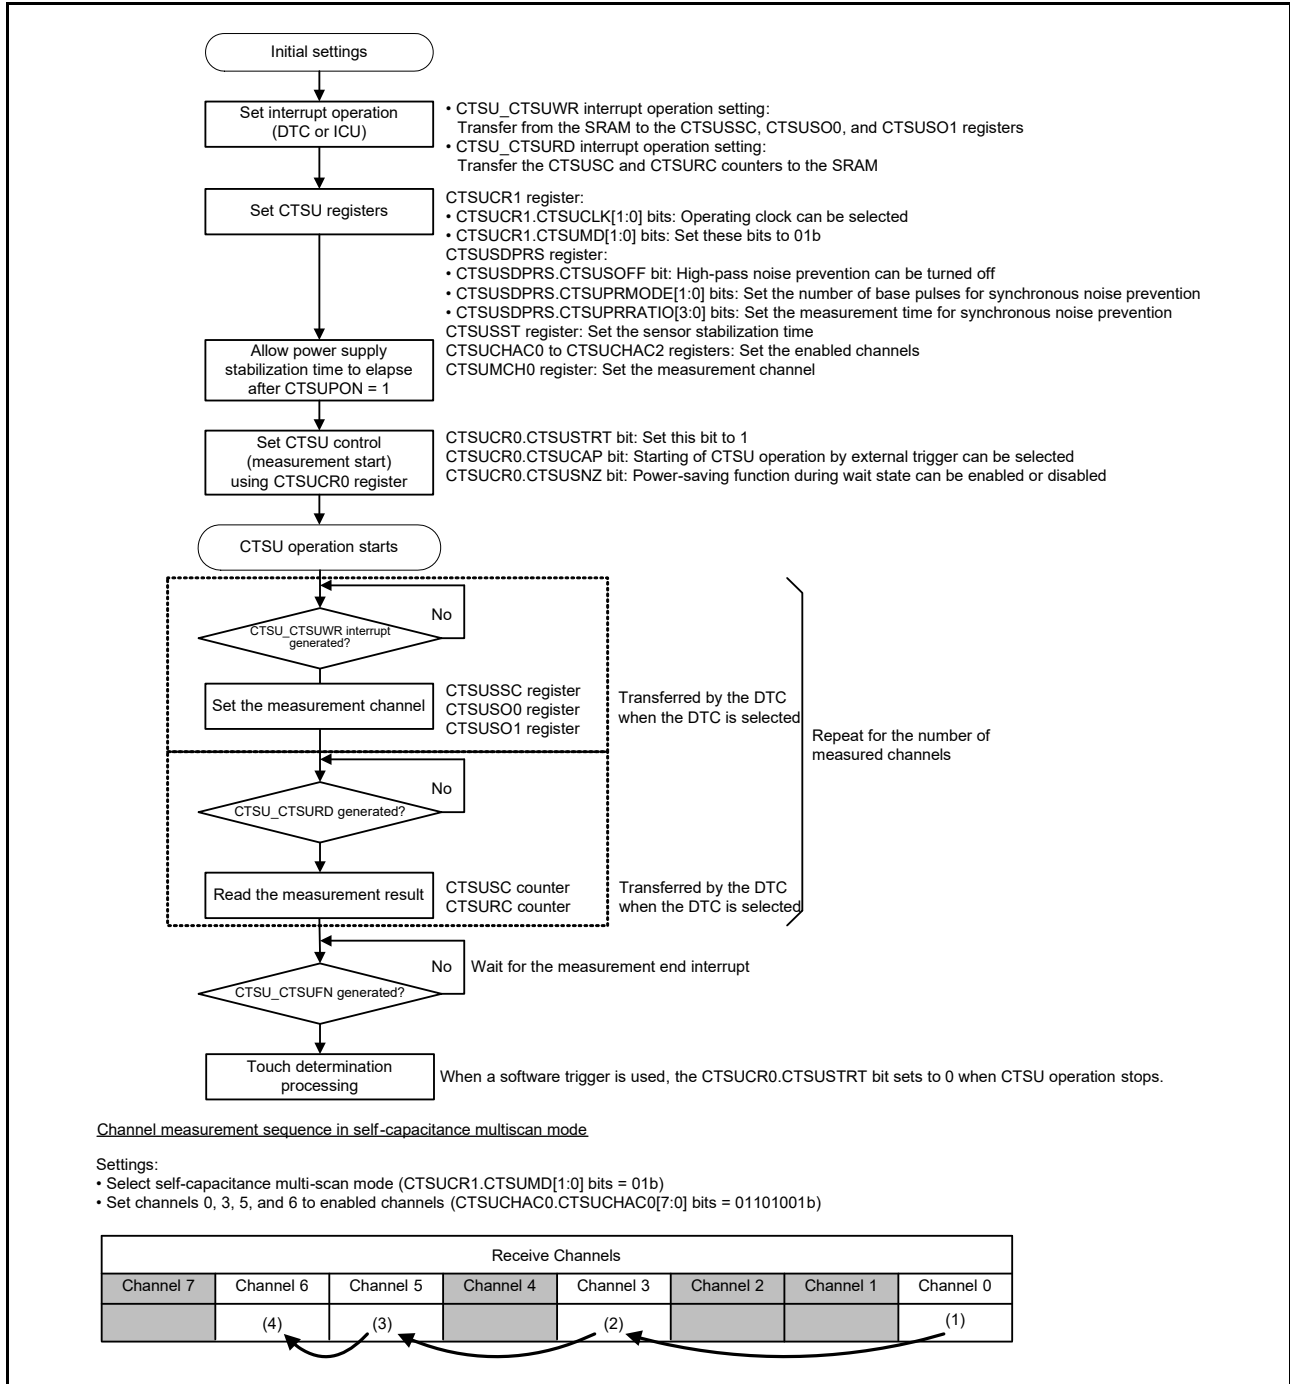 Initial settings
Set interrupt operation
(DTC or ICU)
• CTSU_CTSUWR interrupt operation setting:
Transfer from the SRAM to the CTSUSSC, CTSUSO0, and CTSUSO1 registers
• CTSU_CTSURD interrupt operation setting:
Transfer the CTSUSC and CTSURC counters to the SRAM
Set CTSU registers
CTSUCR1 register:
• CTSUCR1.CTSUCLK[1:0] bits: Operating clock can be selected
• CTSUCR1.CTSUMD[1:0] bits: Set these bits to 01b
CTSUSDPRS register:
• CTSUSDPRS.CTSUSOFF bit: High-pass noise prevention can be turned off
• CTSUSDPRS.CTSUPRMODE[1:0] bits: Set the number of base pulses for synchronous noise prevention
• CTSUSDPRS.CTSUPRRATIO[3:0] bits: Set the measurement time for synchronous noise prevention
CTSUSST register: Set the sensor stabilization time
CTSUCHAC0 to CTSUCHAC2 registers: Set the enabled channels
CTSUMCH0 register: Set the measurement channel
Allow power supply
stabilization time to elapse
after CTSUPON = 1
Set CTSU control
(measurement start)
using CTSUCR0 register
CTSUCR0.CTSUSTRT bit: Set this bit to 1
CTSUCR0.CTSUCAP bit: Starting of CTSU operation by external trigger can be selected
CTSUCR0.CTSUSNZ bit: Power-saving function during wait state can be enabled or disabled
CTSU operation starts
No
CTSU_CTSUWR interrupt
generated?
Set the measurement channel
CTSUSSC register
CTSUSO0 register
CTSUSO1 register
Transferred by the DTC
when the DTC is selected
Repeat for the number of
measured channels
No
CTSU_CTSURD generated?
Read the measurement result
CTSUSC counter
CTSURC counter
Transferred by the DTC
when the DTC is selected
No
Wait for the measurement end interrupt
CTSU_CTSUFN generated?
Touch determination
processing
When a software trigger is used, the CTSUCR0.CTSUSTRT bit sets to 0 when CTSU operation stops.
Channel measurement sequence in self-capacitance multiscan mode
Settings:
• Select self-capacitance multi-scan mode (CTSUCR1.CTSUMD[1:0] bits = 01b)
• Set channels 0, 3, 5, and 6 to enabled channels (CTSUCHAC0.CTSUCHAC0[7:0] bits = 01101001b)
Receive Channels
Channel 7 Channel 6 Channel 5 Channel 4 Channel 3 Channel 2 Channel 1 Channel 0
(4) (3) (2) (1)